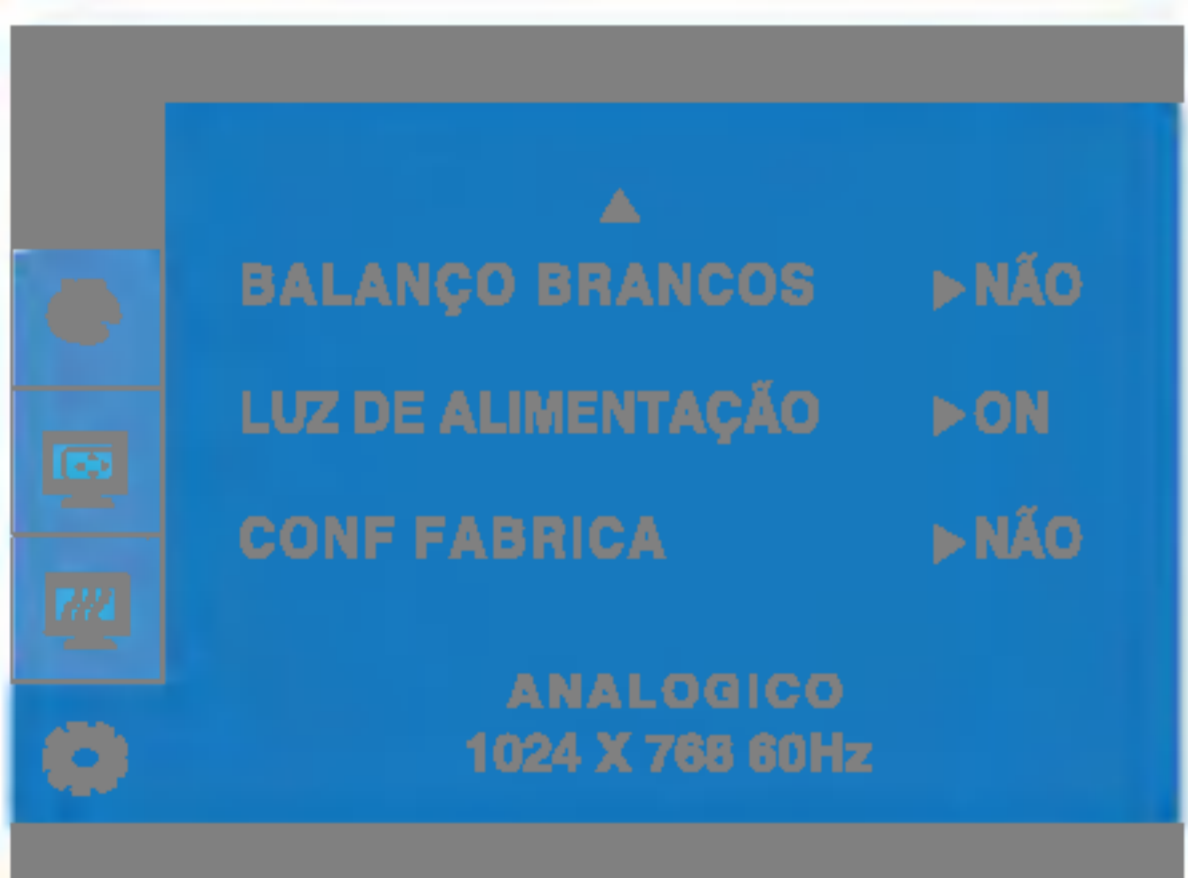 BALANÇO BRANCOS ▶NÃO
LUZ DE ALIMENTAÇÃO ▶ON
CONF FABRICA ▶NÃO
ANALOGICO
1024 X 768 60Hz